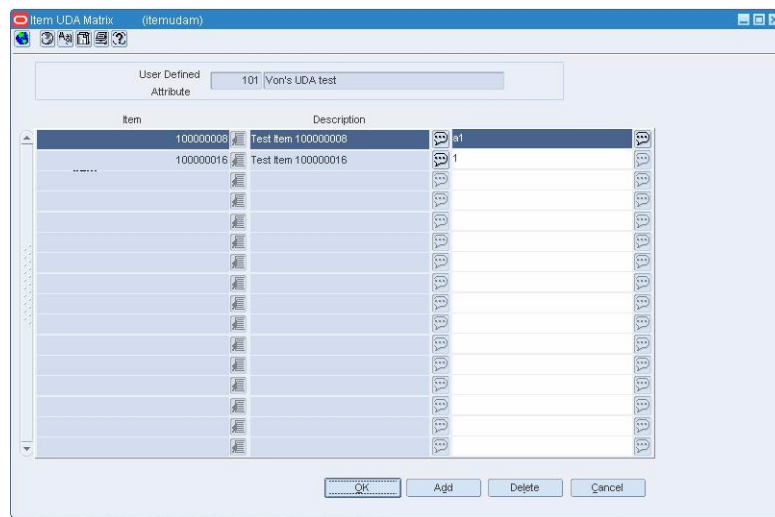 Item UDA Matrix (itemudam)
User Defined Attribute 101 Von's UDA test
Item Description
100000008 Test Item 100000008 a1
100000016 Test Item 100000016 1
OK Add Delete Cancel